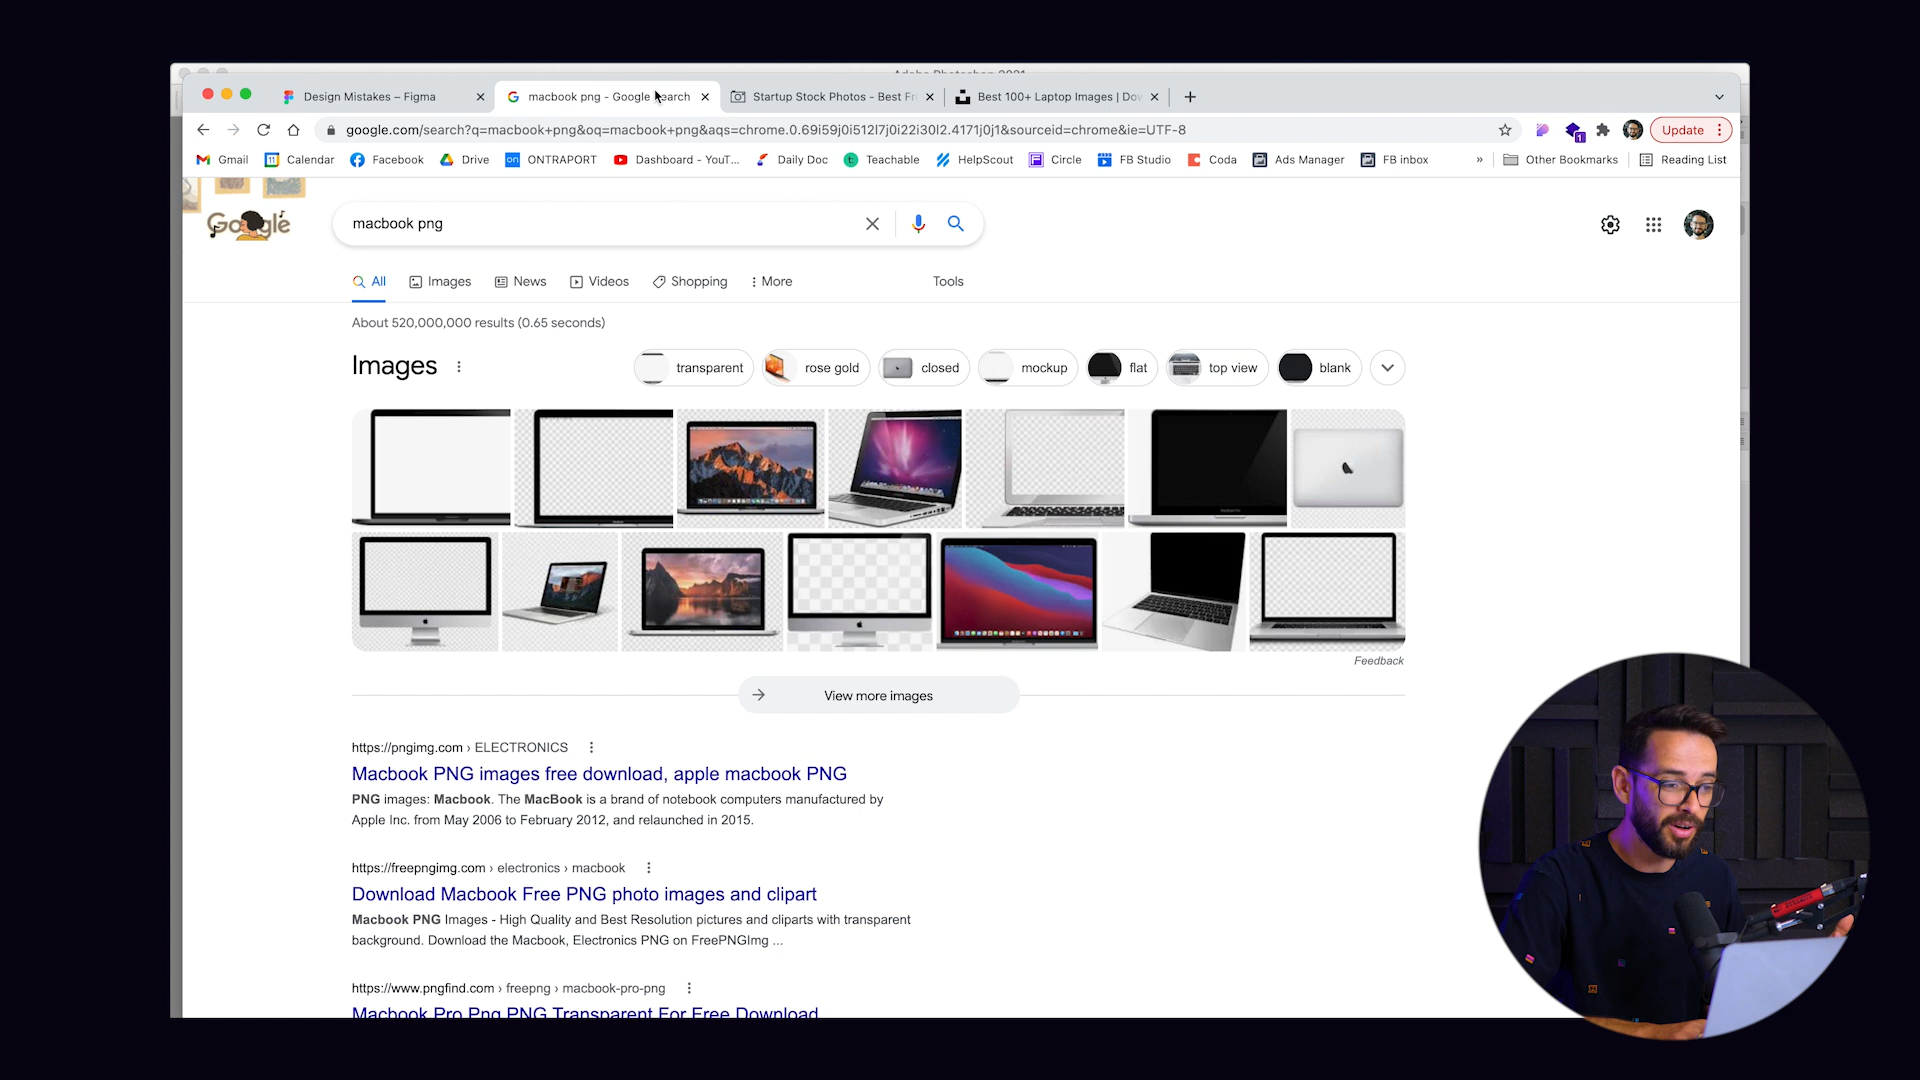 Adobe Photoshop 2021
Design Mistakes – Figma
macbook png - Google Search
Startup Stock Photos - Best Fr
Best 100+ Laptop Images | Dow
google.com/search?q=macbook+png&oq=macbook+png&aqs=chrome.0.69i59j0i512l7j0i22i30l2.4171j0j1&sourceid=chrome&ie=UTF-8
Update
Gmail
Calendar
Facebook
Drive
ONTRAPORT
Dashboard - YouT...
Daily Doc
Teachable
HelpScout
Circle
FB Studio
Coda
Ads Manager
FB inbox
»
Other Bookmarks
Reading List
Google
macbook png
All
Images
News
Videos
Shopping
More
Tools
About 520,000,000 results (0.65 seconds)
Images
transparent
rose gold
closed
mockup
flat
top view
blank
Feedback
View more images
https://pngimg.com › ELECTRONICS
Macbook PNG images free download, apple macbook PNG
PNG images: Macbook. The MacBook is a brand of notebook computers manufactured by
Apple Inc. from May 2006 to February 2012, and relaunched in 2015.
https://freepngimg.com › electronics › macbook
Download Macbook Free PNG photo images and clipart
Macbook PNG Images - High Quality and Best Resolution pictures and cliparts with transparent
background. Download the Macbook, Electronics PNG on FreePNGImg ...
https://www.pngfind.com › freepng › macbook-pro-png
Macbook Pro Png PNG Transparent For Free Download